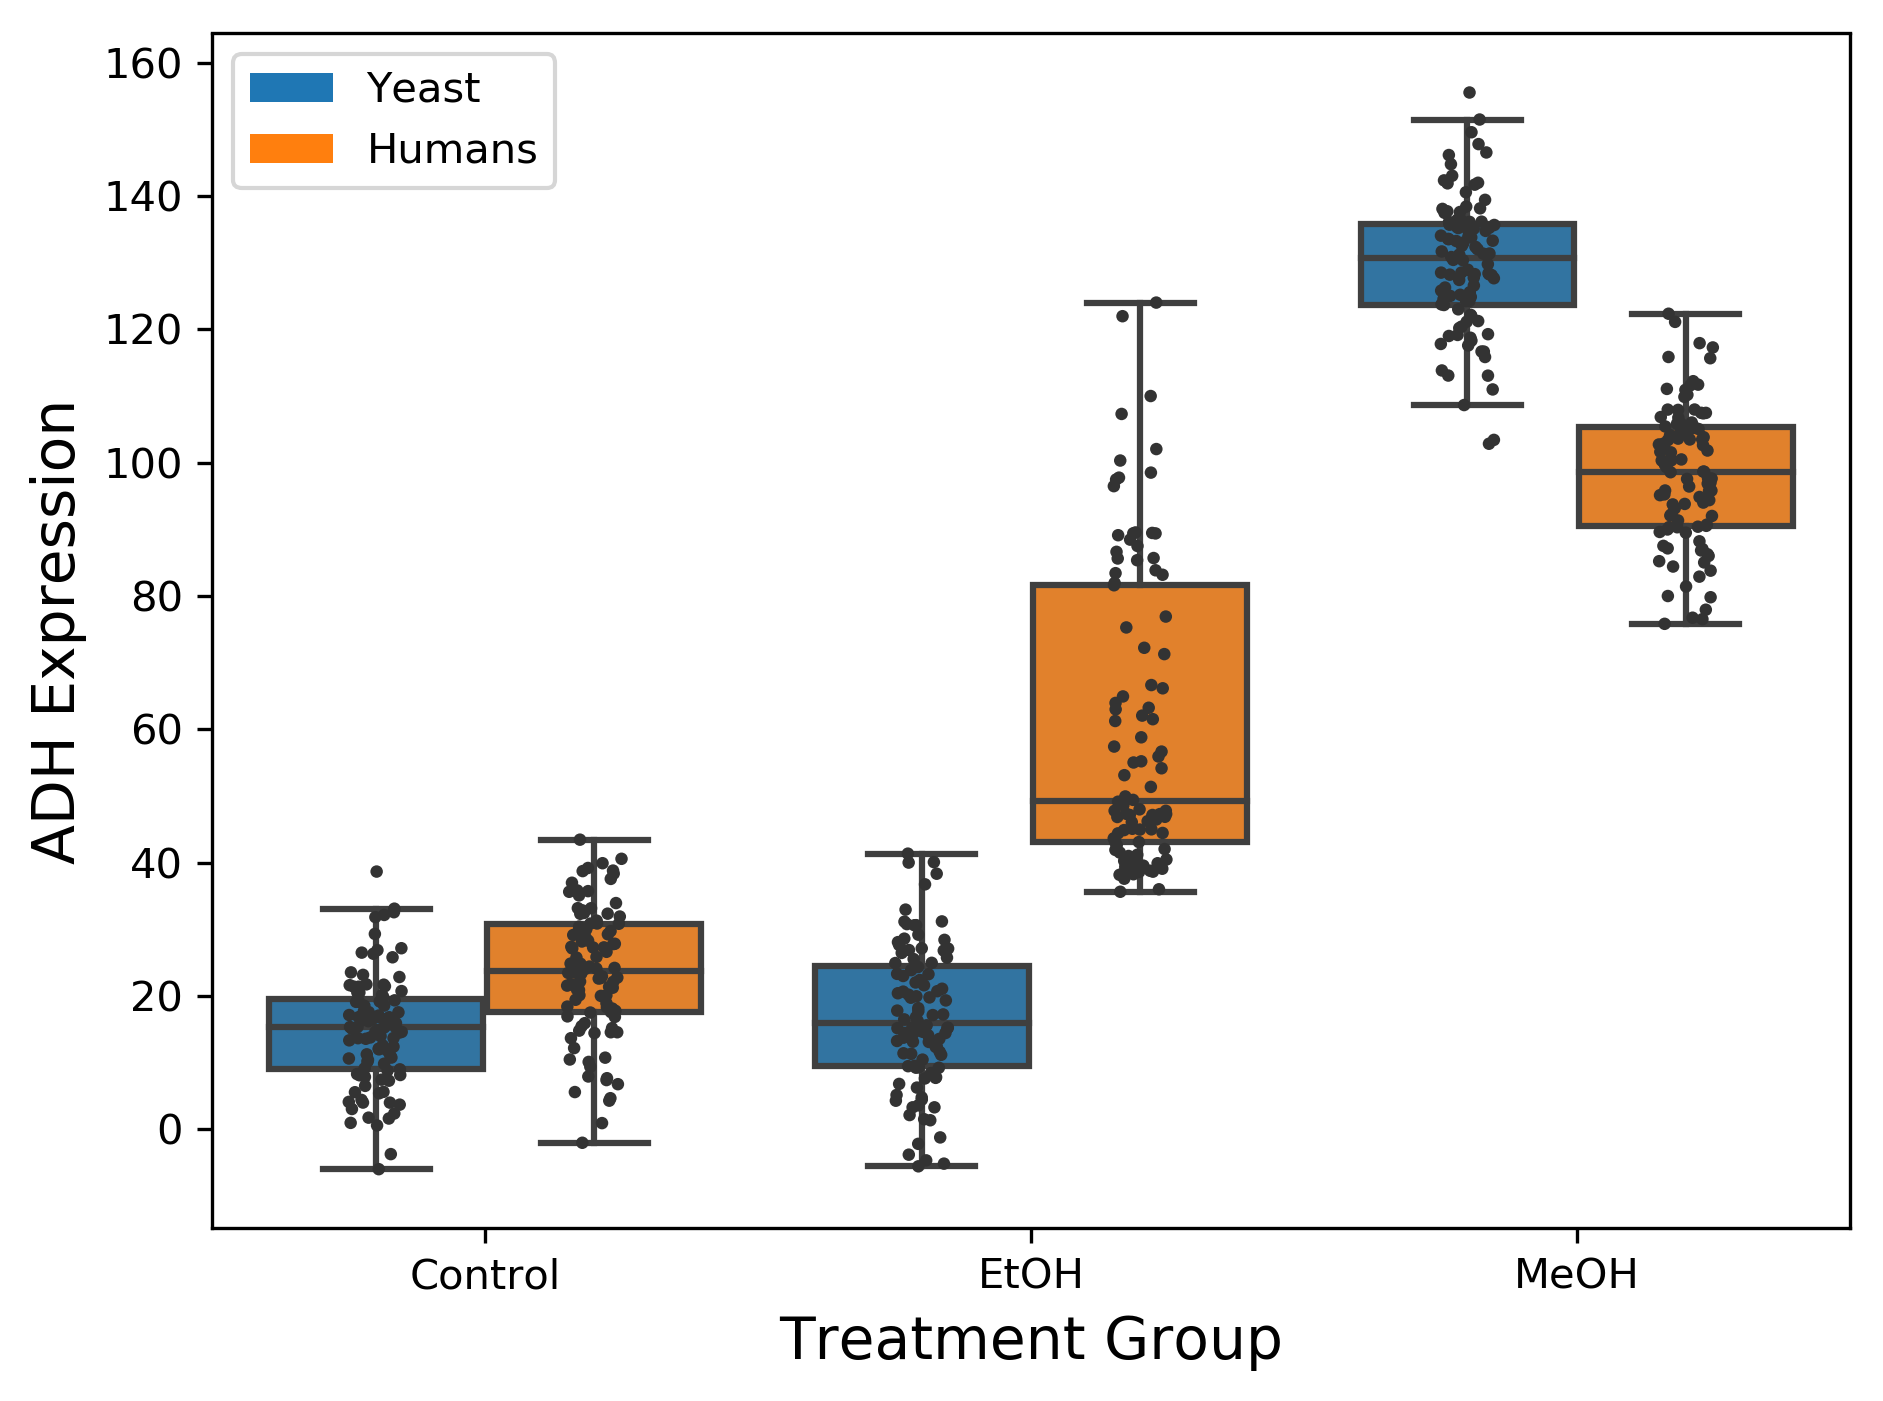 Yeast
Humans
160
140
120
100
80
60
40
20
0
ADH Expression
Control EtOH MeOH
Treatment Group